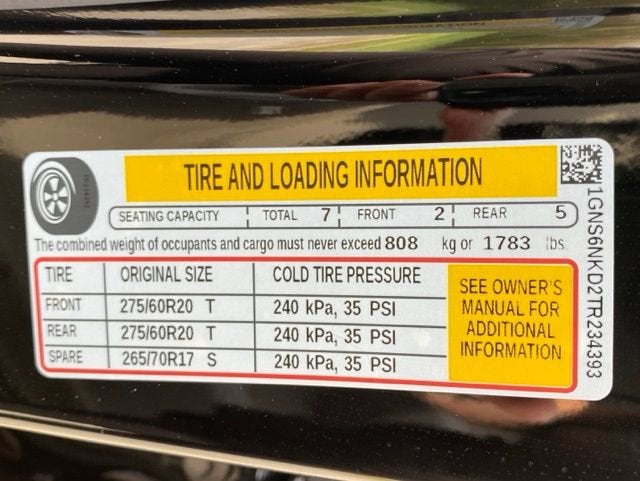 TIRE AND LOADING INFORMATION
SEATING CAPACITY TOTAL 7 FRONT 2 REAR 5
The combined weight of occupants and cargo must never exceed 808 kg or 1783 lbs.
TIRE ORIGINAL SIZE COLD TIRE PRESSURE
FRONT 275/60R20 T 240 kPa, 35 PSI
REAR 275/60R20 T 240 kPa, 35 PSI
SPARE 265/70R17 S 240 kPa, 35 PSI
SEE OWNER'S
MANUAL FOR
ADDITIONAL
INFORMATION
1GNS6NKD2TR234393